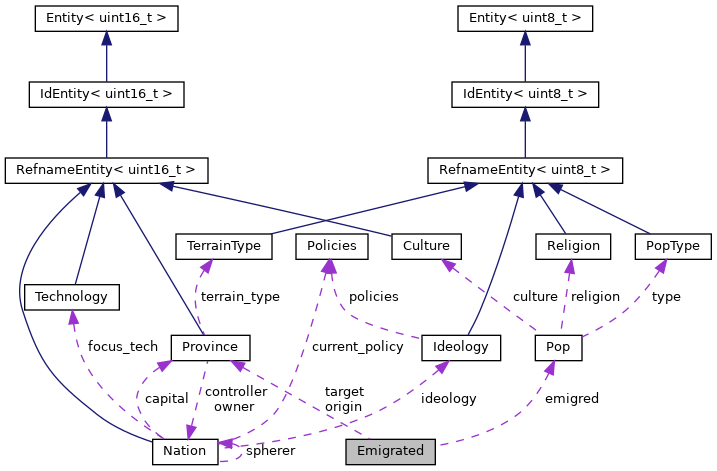 Entity< uint16_t >
Entity< uint8_t >
IdEntity< uint16_t >
IdEntity< uint8_t >
RefnameEntity< uint16_t >
RefnameEntity< uint8_t >
TerrainType
Policies
Culture
Religion
PopType
Technology
terrain_type
policies
culture
religion
type
focus_tech
Province
current_policy
Ideology
Pop
capital
controller
owner
target
origin
ideology
emigred
Nation
spherer
Emigrated